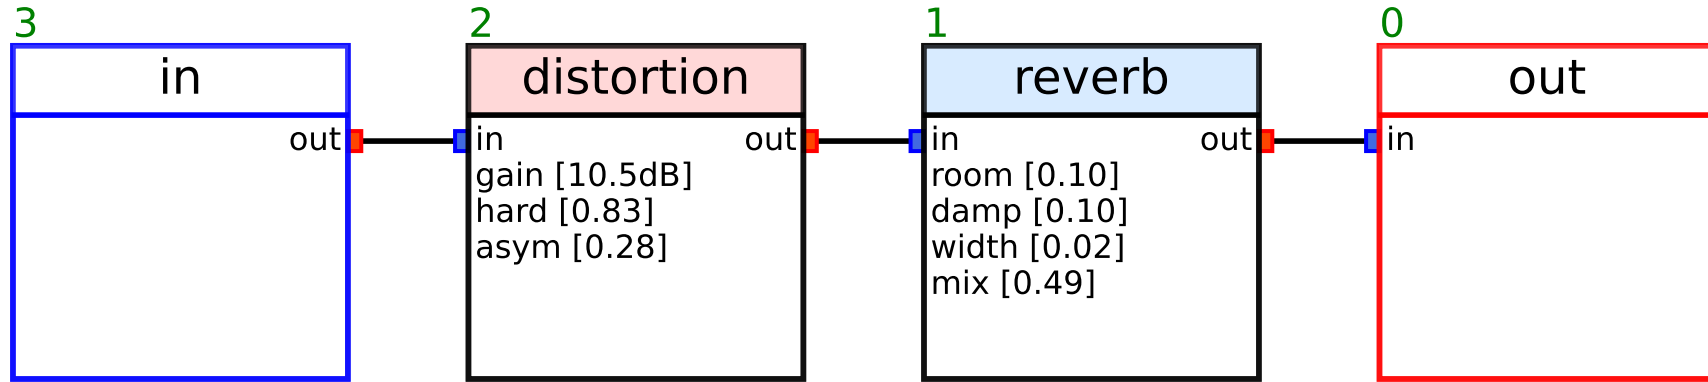 3
in
out
2
distortion
in
out
gain [10.5dB]
hard [0.83]
asym [0.28]
1
reverb
in
out
room [0.10]
damp [0.10]
width [0.02]
mix [0.49]
0
out
in